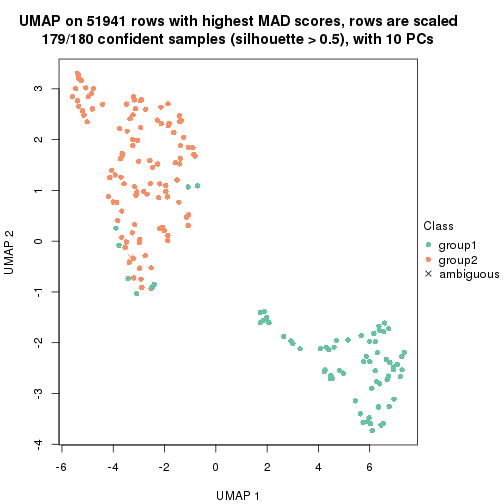 UMAP on 51941 rows with highest MAD scores, rows are scaled
179/180 confident samples (silhouette > 0.5), with 10 PCs
3
2
1
0
-1
-2
-3
-4
UMAP 2
-6
-4
-2
0
2
4
6
UMAP 1
Class
group1
group2
ambiguous